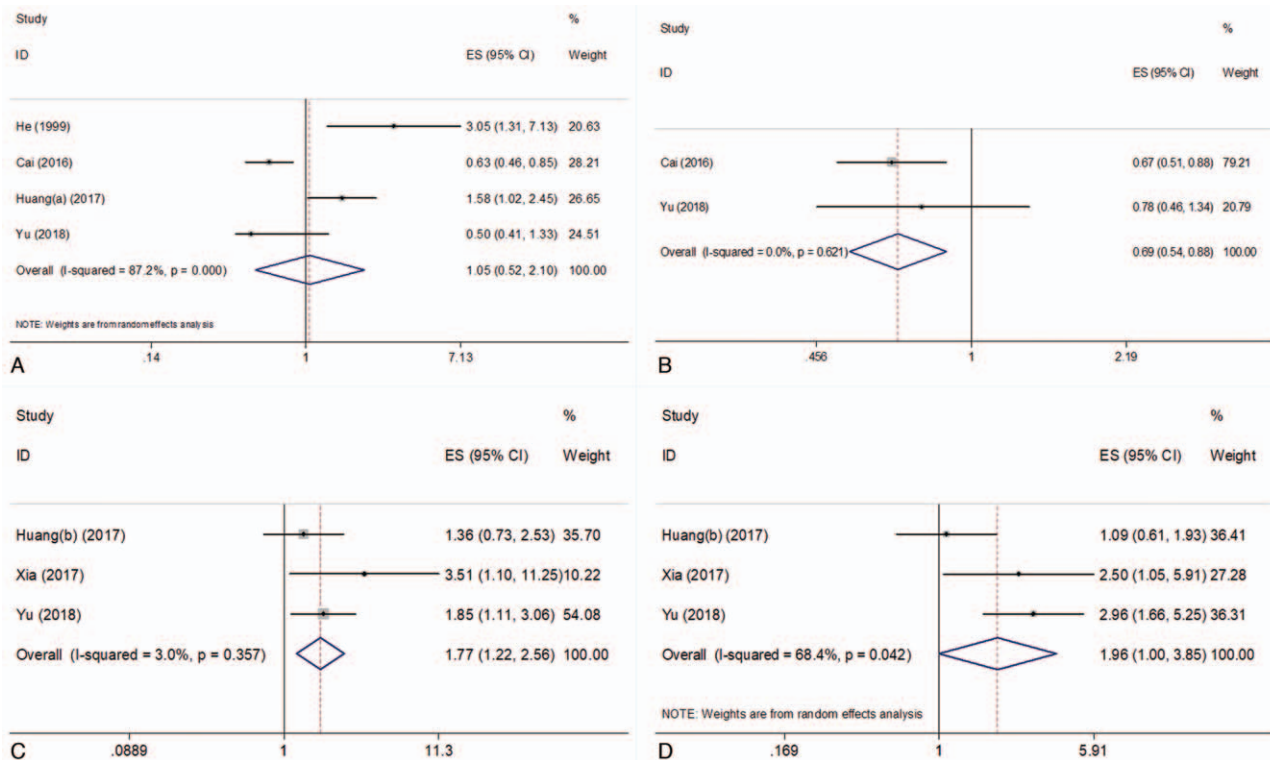 Study %
ID ES (95% CI) Weight
He (1999) 3.05 (1.31, 7.13) 20.63
Cai (2016) 0.63 (0.46, 0.85) 28.21
Huang(a) (2017) 1.58 (1.02, 2.45) 26.65
Yu (2018) 0.50 (0.41, 1.33) 24.51
Overall (I-squared = 87.2%, p = 0.000) 1.05 (0.52, 2.10) 100.00
NOTE: Weights are from random effects analysis
.14 1 7.13
A
Study %
ID ES (95% CI) Weight
Cai (2016) 0.67 (0.51, 0.88) 79.21
Yu (2018) 0.78 (0.46, 1.34) 20.79
Overall (I-squared = 0.0%, p = 0.621) 0.69 (0.54, 0.88) 100.00
.456 1 2.19
B
Study %
ID ES (95% CI) Weight
Huang(b) (2017) 1.36 (0.73, 2.53) 35.70
Xia (2017) 3.51 (1.10, 11.25) 10.22
Yu (2018) 1.85 (1.11, 3.06) 54.08
Overall (I-squared = 3.0%, p = 0.357) 1.77 (1.22, 2.56) 100.00
.0889 1 11.3
C
Study %
ID ES (95% CI) Weight
Huang(b) (2017) 1.09 (0.61, 1.93) 36.41
Xia (2017) 2.50 (1.05, 5.91) 27.28
Yu (2018) 2.96 (1.66, 5.25) 36.31
Overall (I-squared = 68.4%, p = 0.042) 1.96 (1.00, 3.85) 100.00
NOTE: Weights are from random effects analysis
.169 1 5.91
D